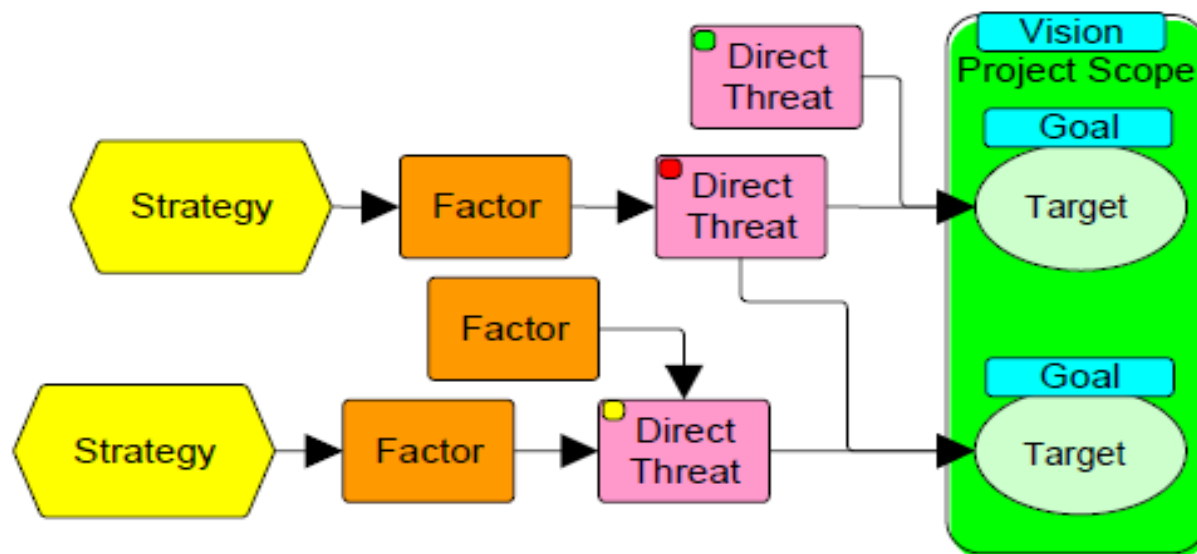 Vision
Project Scope
Direct
Threat
Goal
Strategy
Factor
Direct
Threat
Target
Factor
Goal
Strategy
Factor
Direct
Threat
Target